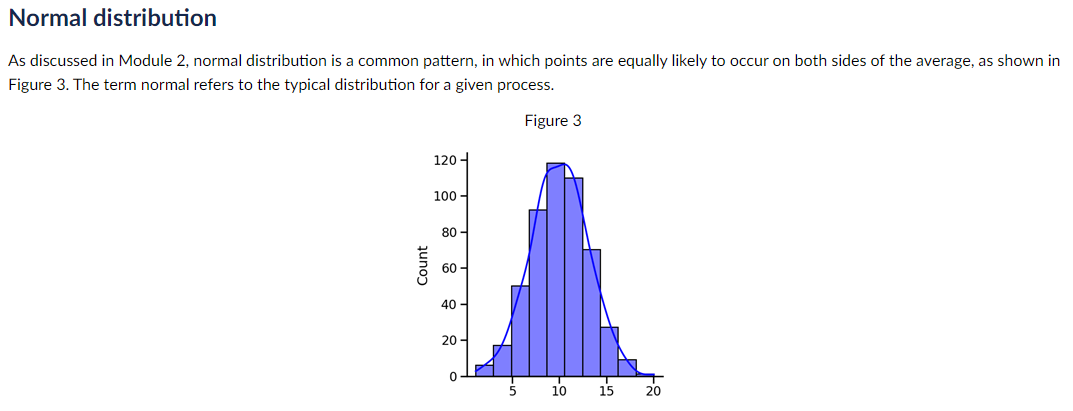 Normal distribution
As discussed in Module 2, normal distribution is a common pattern, in which points are equally likely to occur on both sides of the average, as shown in
Figure 3. The term normal refers to the typical distribution for a given process.
Figure 3
120
100
80
60
40
20
0
Count
5 10 15 20